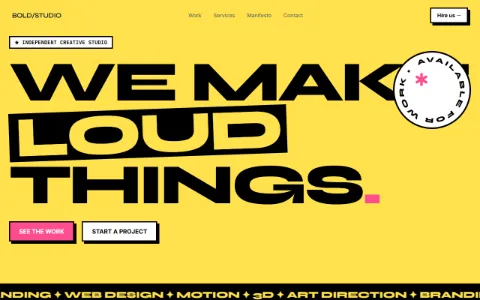 BOLD/STUDIO
Work Services Manifesto Contact
Hire us →
★ INDEPENDENT CREATIVE STUDIO
WE MAKE
LOUD
THINGS.
AVAILABLE FOR WORK •
SEE THE WORK
START A PROJECT
NDING ✦ WEB DESIGN ✦ MOTION ✦ 3D ✦ ART DIRECTION ✦ BRANDI